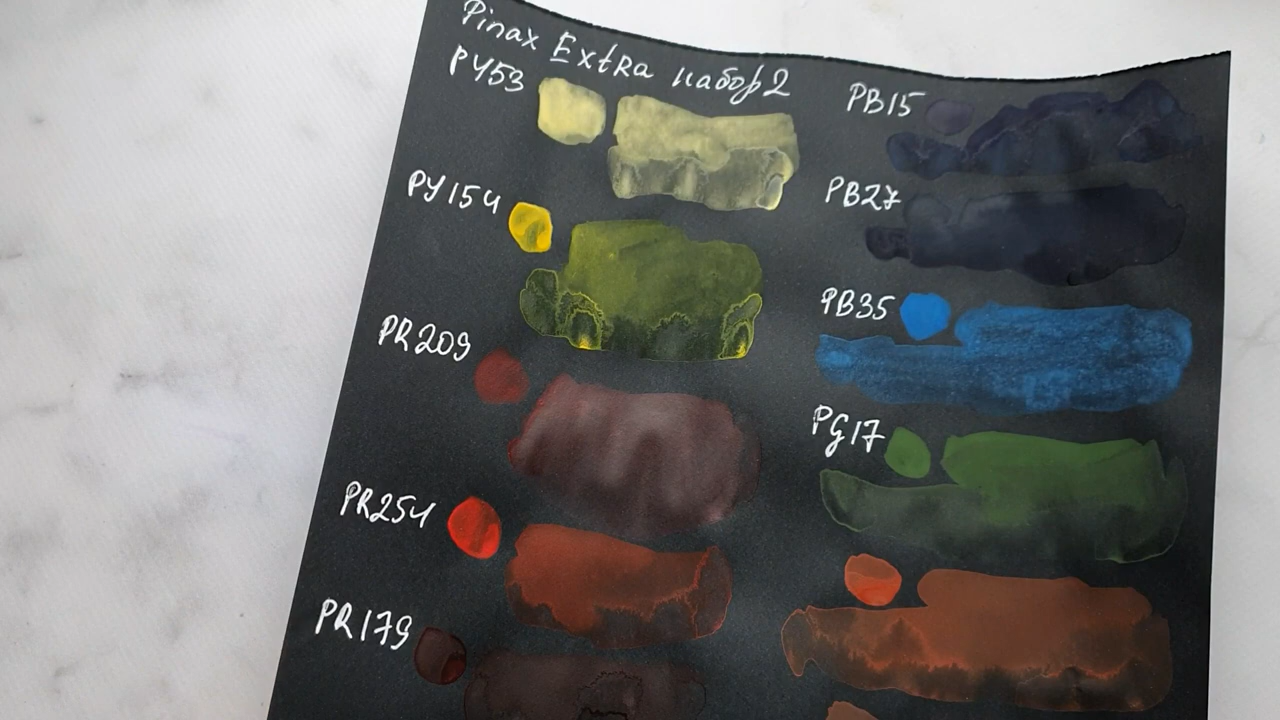 Pinax Extra набор 2
PY53
PY154
PR209
PR254
PR179
PB15
PB27
PB35
PG17